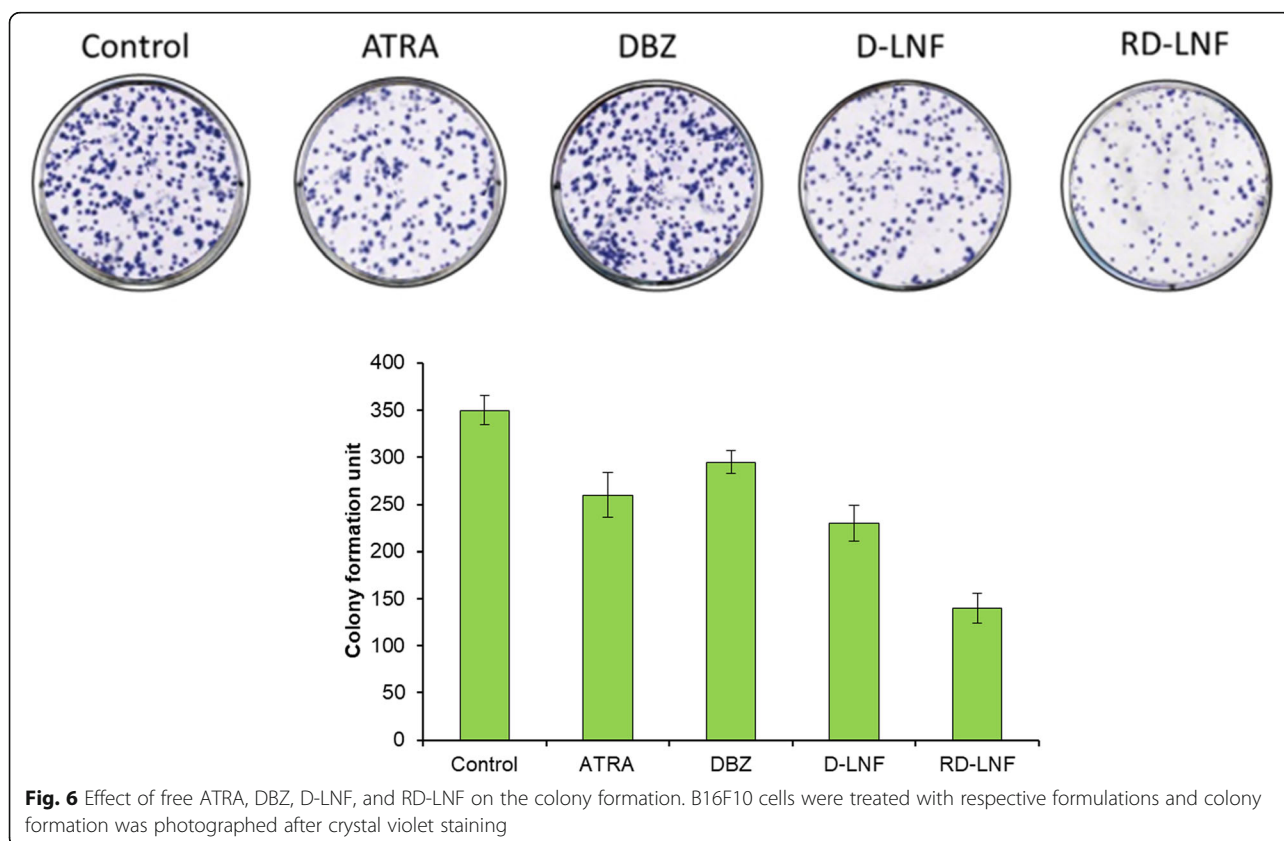 Control ATRA DBZ D-LNF RD-LNF
400
350
300
250
200
150
100
50
0
Colony formation unit
Control ATRA DBZ D-LNF RD-LNF
Fig. 6 Effect of free ATRA, DBZ, D-LNF, and RD-LNF on the colony formation. B16F10 cells were treated with respective formulations and colony
formation was photographed after crystal violet staining